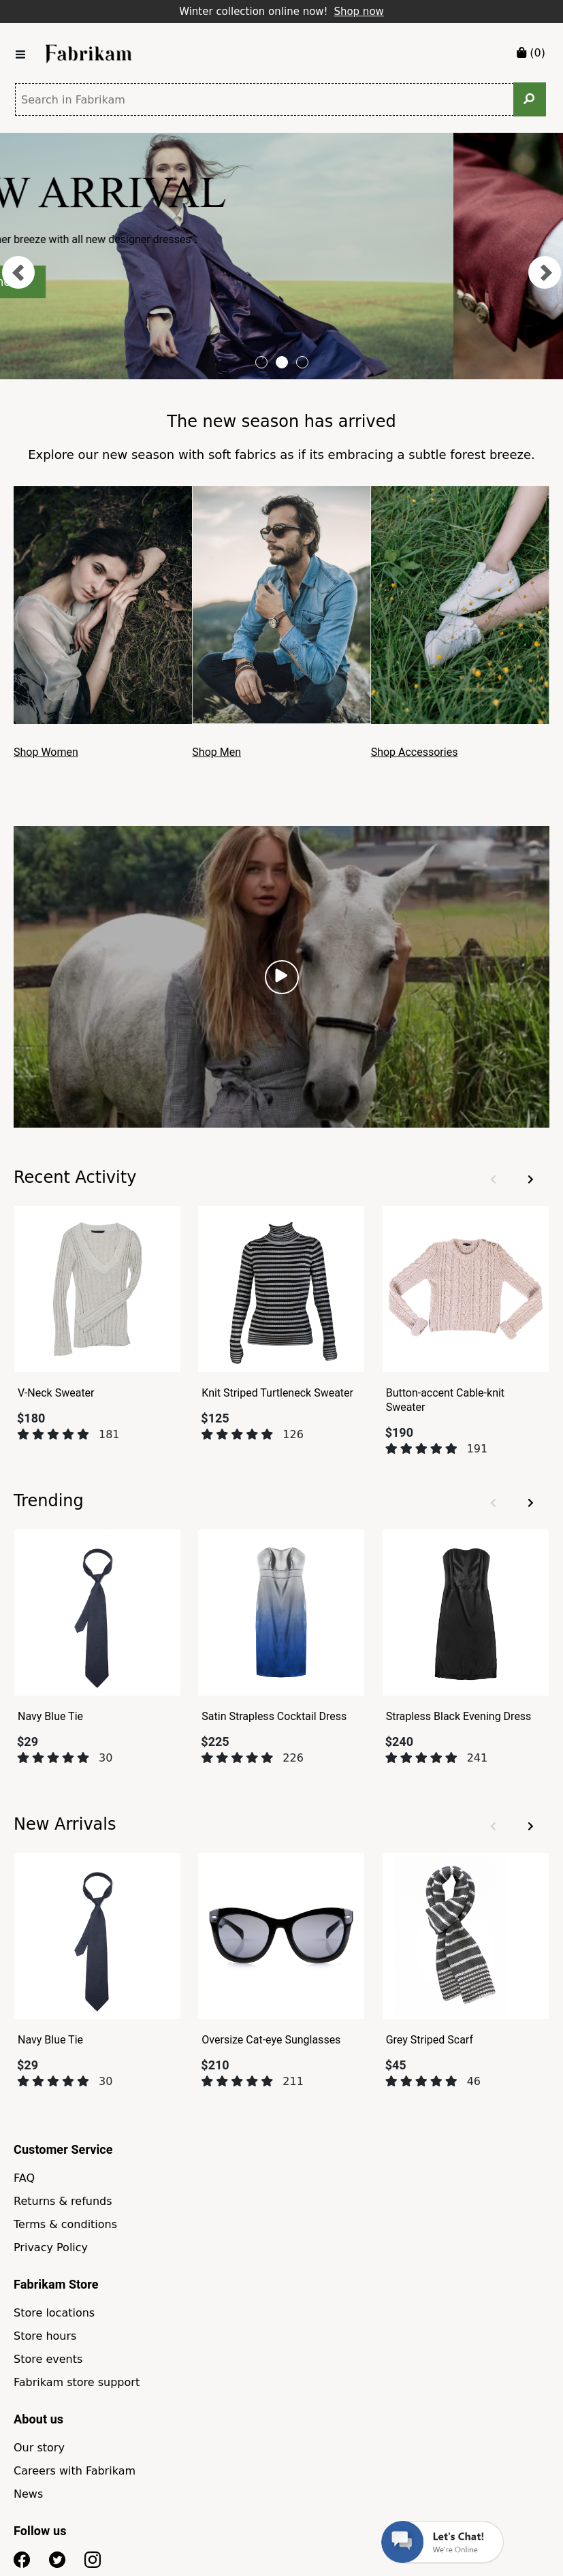 Winter collection online now! Shop now
Fabrikam
(0)
Search in Fabrikam
W ARRIVAL
breeze with all new designer dresses
The new season has arrived
Explore our new season with soft fabrics as if its embracing a subtle forest breeze.
Shop Women
Shop Men
Shop Accessories
Recent Activity
V-Neck Sweater
$180
181
Knit Striped Turtleneck Sweater
$125
126
Button-accent Cable-knit
Sweater
$190
191
Trending
Navy Blue Tie
$29
30
Satin Strapless Cocktail Dress
$225
226
Strapless Black Evening Dress
$240
241
New Arrivals
Navy Blue Tie
$29
30
Oversize Cat-eye Sunglasses
$210
211
Grey Striped Scarf
$45
46
Customer Service
FAQ
Returns & refunds
Terms & conditions
Privacy Policy
Fabrikam Store
Store locations
Store hours
Store events
Fabrikam store support
About us
Our story
Careers with Fabrikam
News
Follow us
Let's Chat!
We're Online